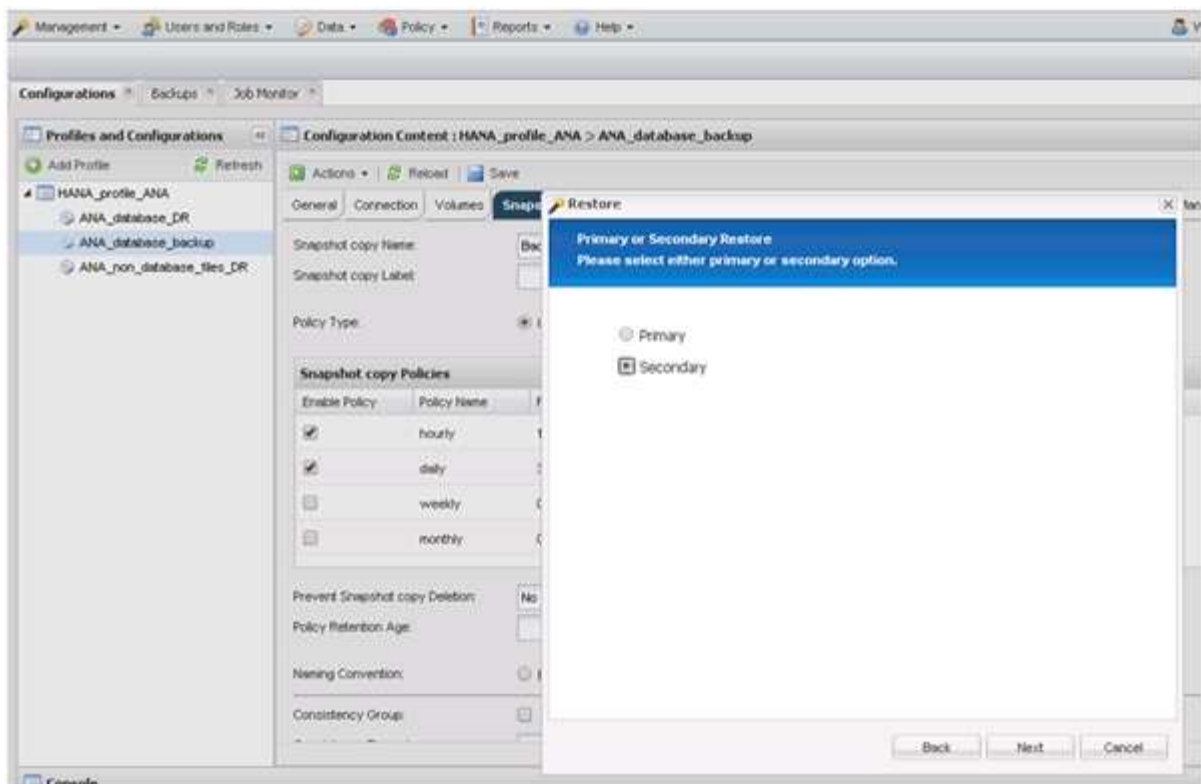 Management Users and Roles Data Policy Reports Help
Configurations Backups Job Monitor
Profiles and Configurations
Add Profile Refresh
HANA_profile_ANA
ANA_database_DR
ANA_database_backup
ANA_non_database_files_DR
Configuration Content : HANA_profile_ANA > ANA_database_backup
Actions Reload Save
General Connection Volumes Snaps
Snapshot copy Name:
Snapshot copy Label:
Policy Type:
Snapshot copy Policies
Enable Policy Policy Name
hourly
daily
weekly
monthly
Prevent Snapshot copy Deletion: No
Policy Retention Age:
Naming Convention:
Consistency Group:
Console
Restore
Primary or Secondary Restore
Please select either primary or secondary option.
Primary
Secondary
Back Next Cancel